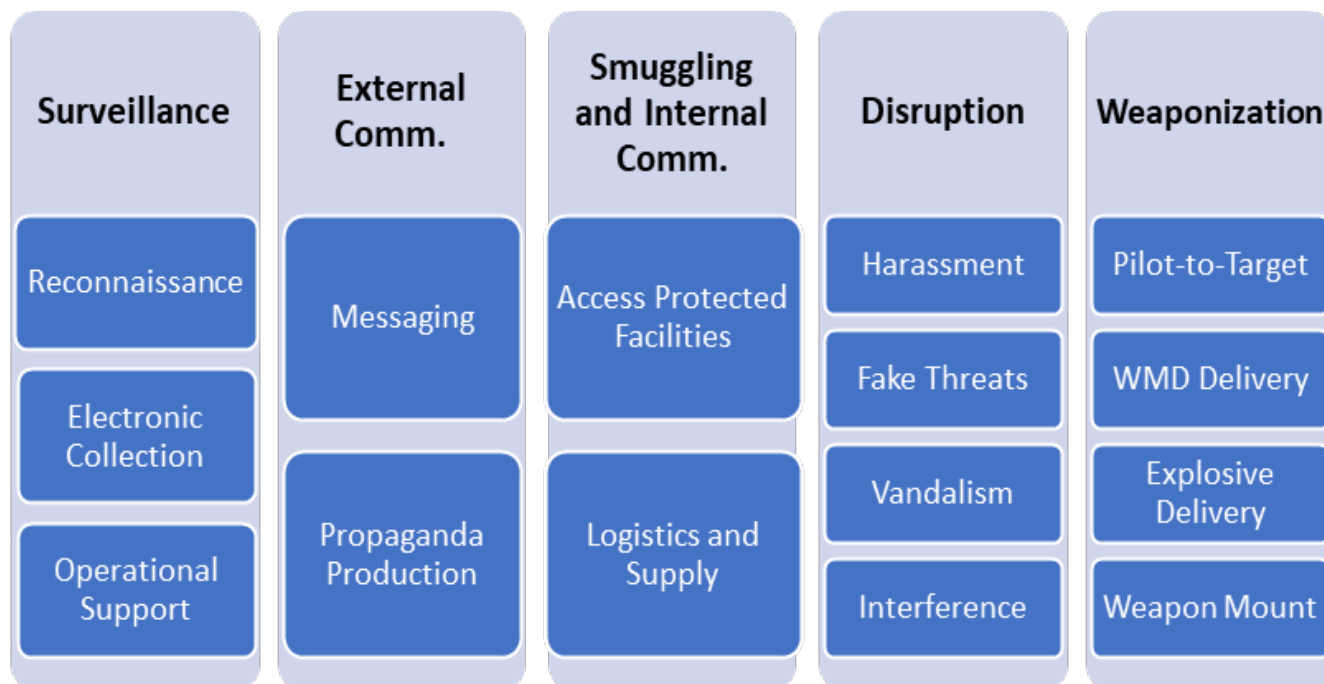 Surveillance
Reconnaissance
Electronic
Collection
Operational
Support
External
Comm.
Messaging
Propaganda
Production
Smuggling
and Internal
Comm.
Access Protected
Facilities
Logistics and
Supply
Disruption
Harassment
Fake Threats
Vandalism
Interference
Weaponization
Pilot-to-Target
WMD Delivery
Explosive
Delivery
Weapon Mount